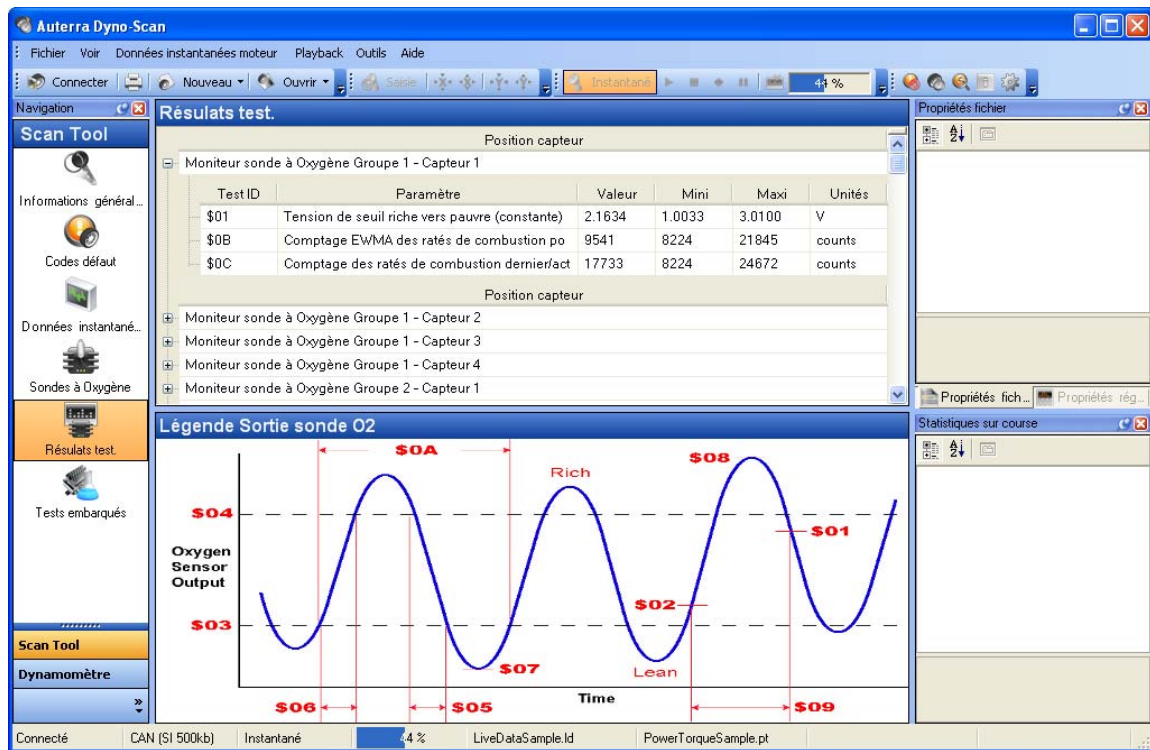 Auterra Dyno-Scan
Fichier Voir Données instantanées moteur Playback Outils Aide
Connecter Nouveau Ouvrir Saisie X X Y Y Instantané 44 %
Navigation
Scan Tool
Informations général...
Codes défaut
Données instantané...
Sondes à Oxygène
Résulats test.
Tests embarqués
Scan Tool
Dynamomètre
Résulats test.
Position capteur
Moniteur sonde à Oxygène Groupe 1 - Capteur 1
Test ID Paramètre Valeur Mini Maxi Unités
$01 Tension de seuil riche vers pauvre (constante) 2.1634 1.0033 3.0100 V
$0B Comptage EWMA des ratés de combustion po 9541 8224 21845 counts
$0C Comptage des ratés de combustion dernier/act 17733 8224 24672 counts
Position capteur
Moniteur sonde à Oxygène Groupe 1 - Capteur 2
Moniteur sonde à Oxygène Groupe 1 - Capteur 3
Moniteur sonde à Oxygène Groupe 1 - Capteur 4
Moniteur sonde à Oxygène Groupe 2 - Capteur 1
Légende Sortie sonde O2
$0A
Rich
$08
$04
$01
Oxygen
Sensor
Output
$02
$03
$07
Lean
Time
$06 $05 $09
Propriétés fichier
Propriétés fich... Propriétés rég...
Statistiques sur course
Connecté CAN (SI 500kb) Instantané 44 % LiveDataSample.ld PowerTorqueSample.pt